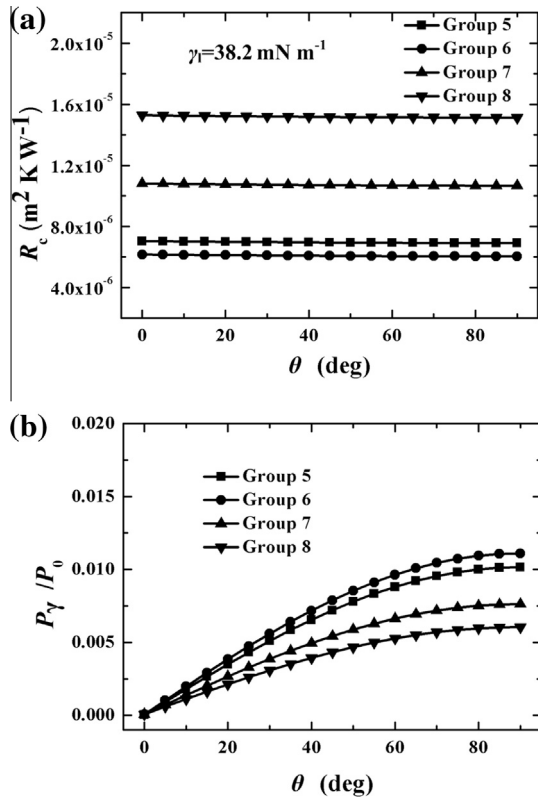 (a)
2.0x10-5
1.6x10-5
1.2x10-5
8.0x10-6
4.0x10-6
Rc (m2 KW-1)
γl=38.2 mN m-1
Group 5
Group 6
Group 7
Group 8
0 20 40 60 80
θ (deg)
(b)
0.020
0.015
0.010
0.005
0.000
Pγ /P0
Group 5
Group 6
Group 7
Group 8
0 20 40 60 80
θ (deg)